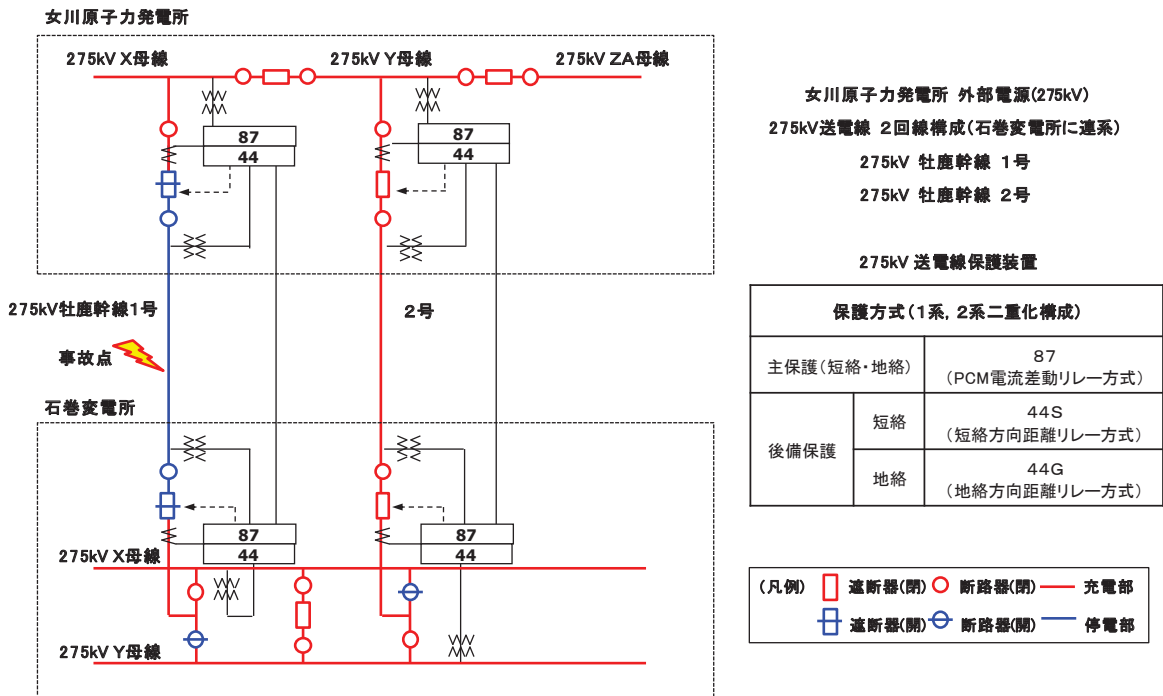 女川原子力発電所
275kV X母線
275kV Y母線
275kV ZA母線
87
44
87
44
275kV牡鹿幹線1号
2号
事故点
石巻変電所
87
44
87
44
275kV X母線
275kV Y母線
女川原子力発電所 外部電源(275kV)
275kV送電線 2回線構成(石巻変電所に連系)
275kV 牡鹿幹線 1号
275kV 牡鹿幹線 2号
275kV 送電線保護装置
保護方式(1系, 2系二重化構成)
主保護(短絡・地絡)
87
(PCM電流差動リレー方式)
後備保護
短絡
44S
(短絡方向距離リレー方式)
地絡
44G
(地絡方向距離リレー方式)
(凡例) 遮断器(閉) 断路器(閉) 充電部
遮断器(開) 断路器(開) 停電部